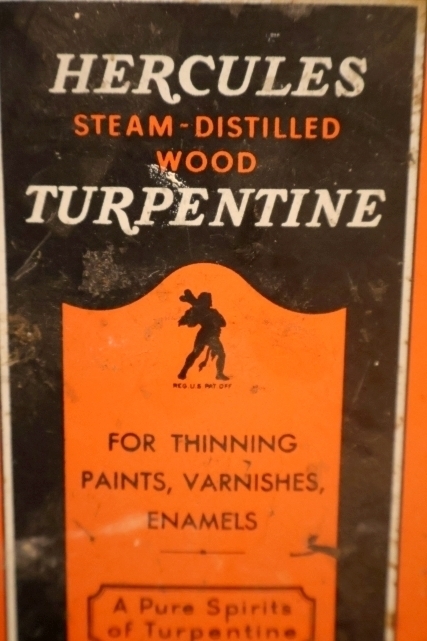 HERCULES
STEAM-DISTILLED
WOOD
TURPENTINE
REG. U.S. PAT. OFF.
FOR THINNING
PAINTS, VARNISHES,
ENAMELS
A Pure Spirits
of Turpentine